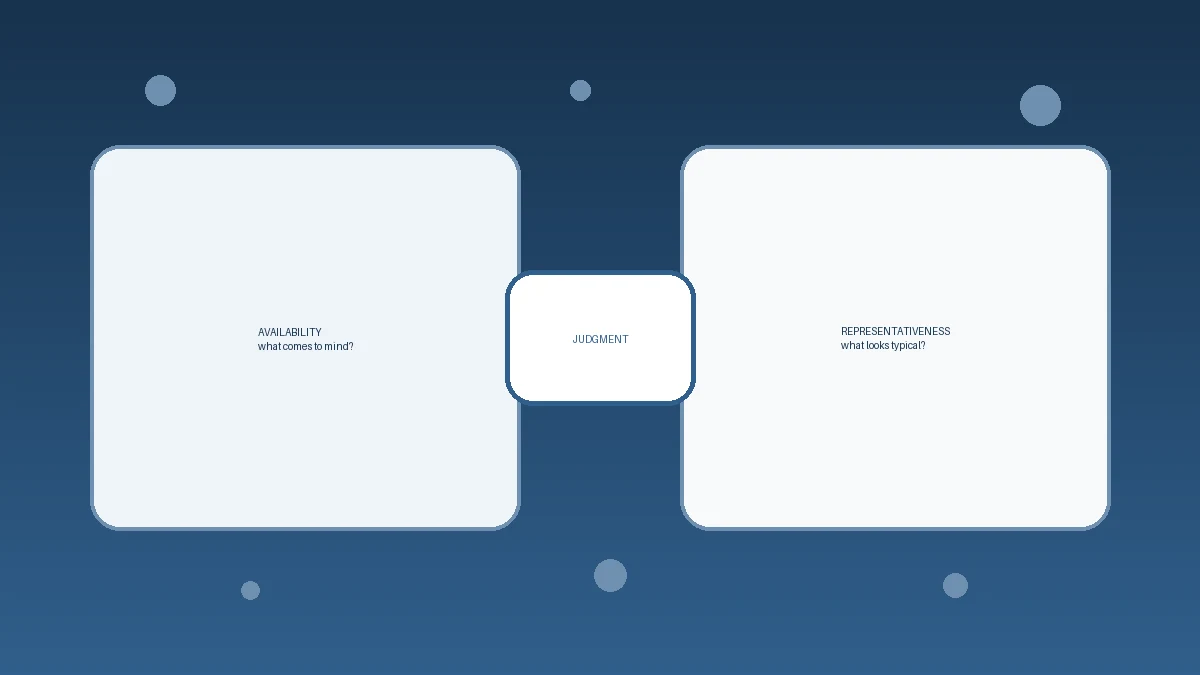 AVAILABILITY
what comes to mind?
JUDGMENT
REPRESENTATIVENESS
what looks typical?